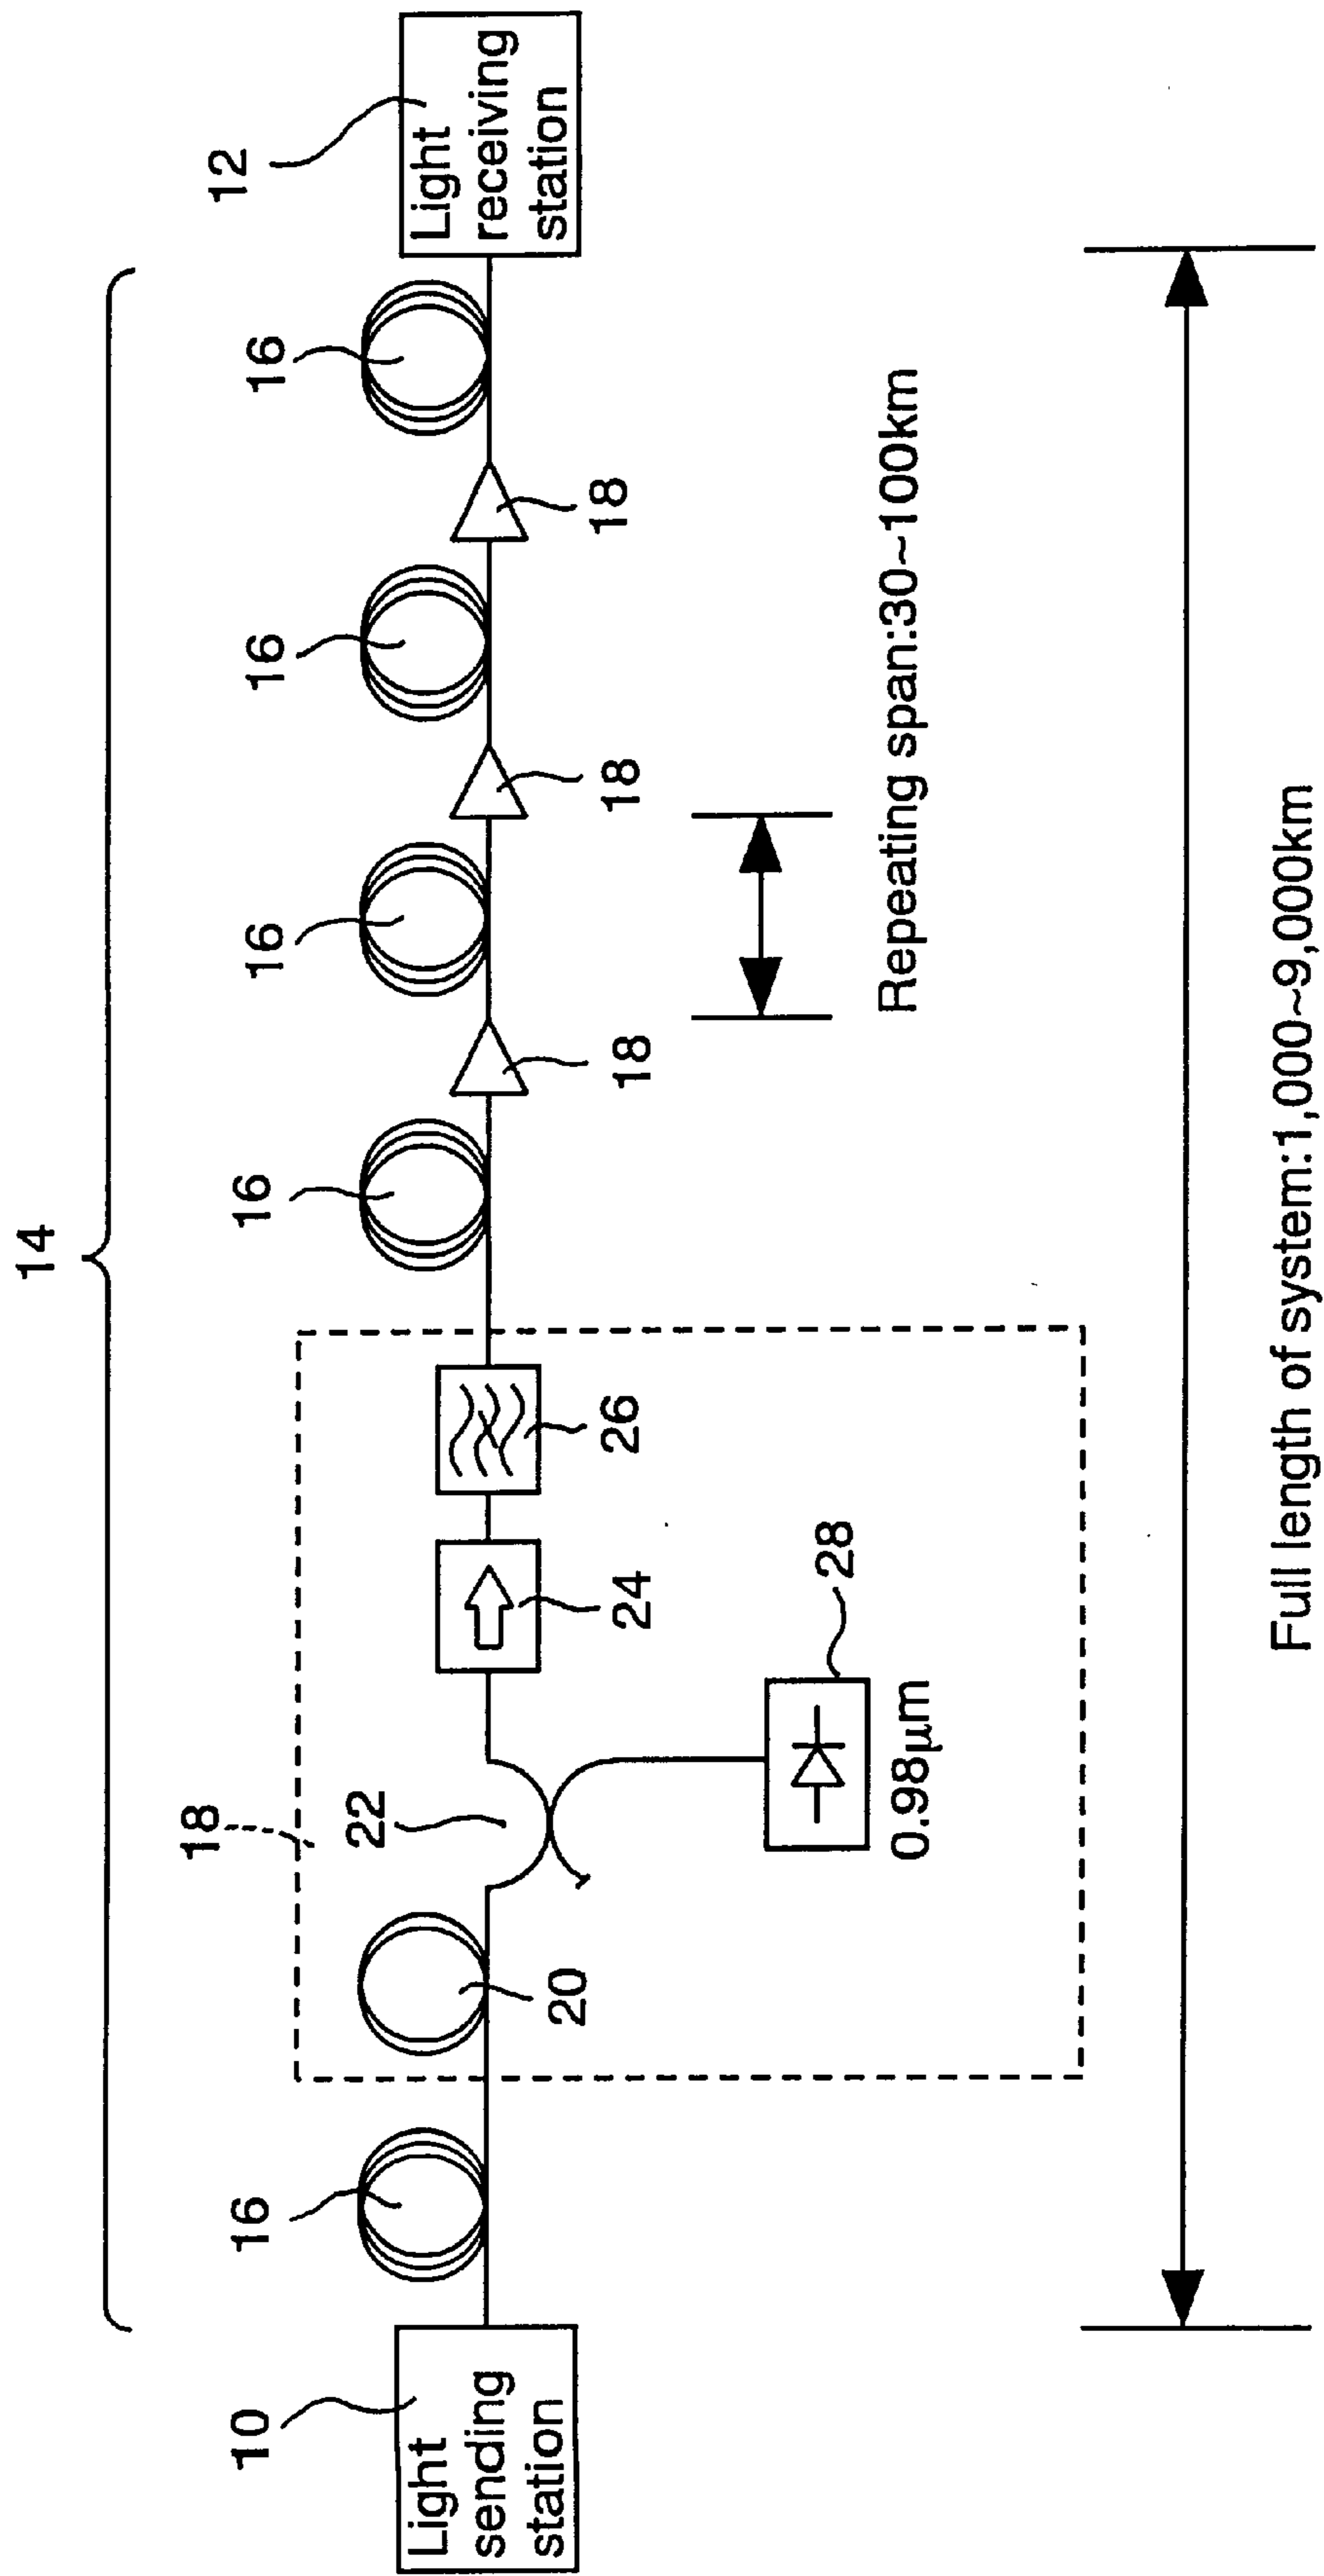 14
10
Light
sending
station
16
18
20
22
24
26
28
0.98μm
16
18
16
18
16
18
16
12
Light
receiving
station
Repeating span:30~100km
Full length of system:1,000~9,000km